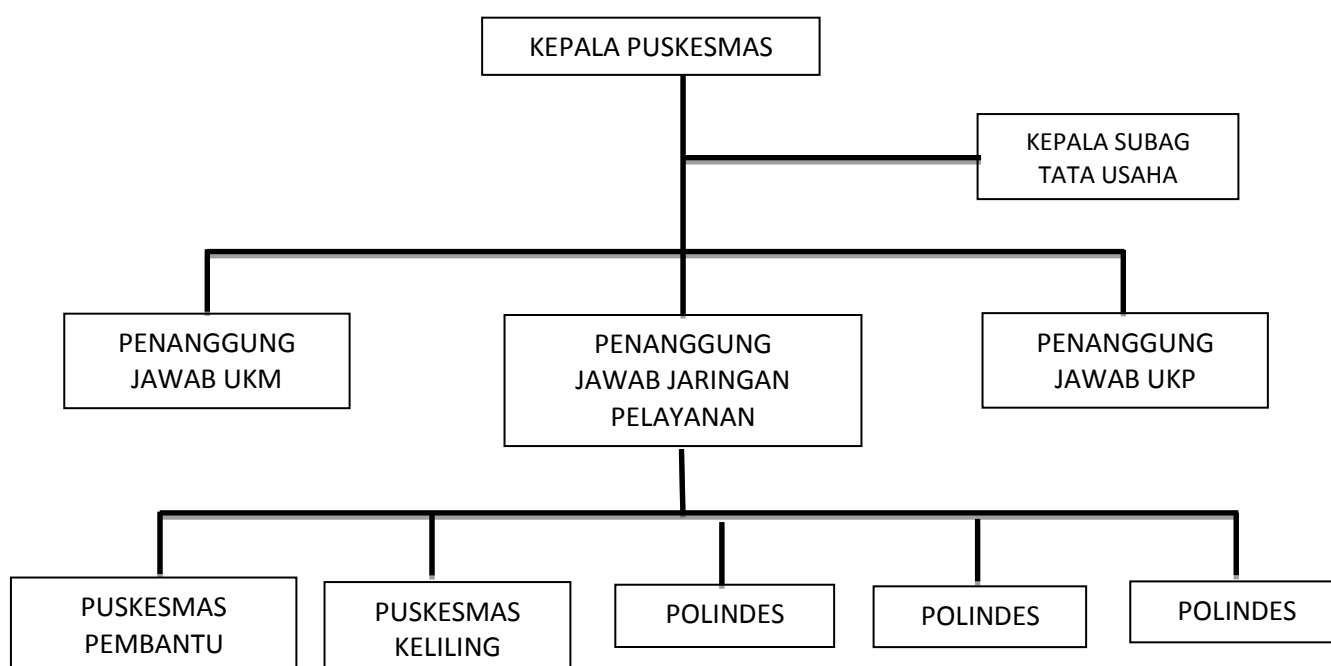 KEPALA PUSKESMAS
KEPALA SUBAG
TATA USAHA
PENANGGUNG
JAWAB UKM
PENANGGUNG
JAWAB JARINGAN
PELAYANAN
PENANGGUNG
JAWAB UKP
PUSKESMAS
PEMBANTU
PUSKESMAS
KELILING
POLINDES
POLINDES
POLINDES